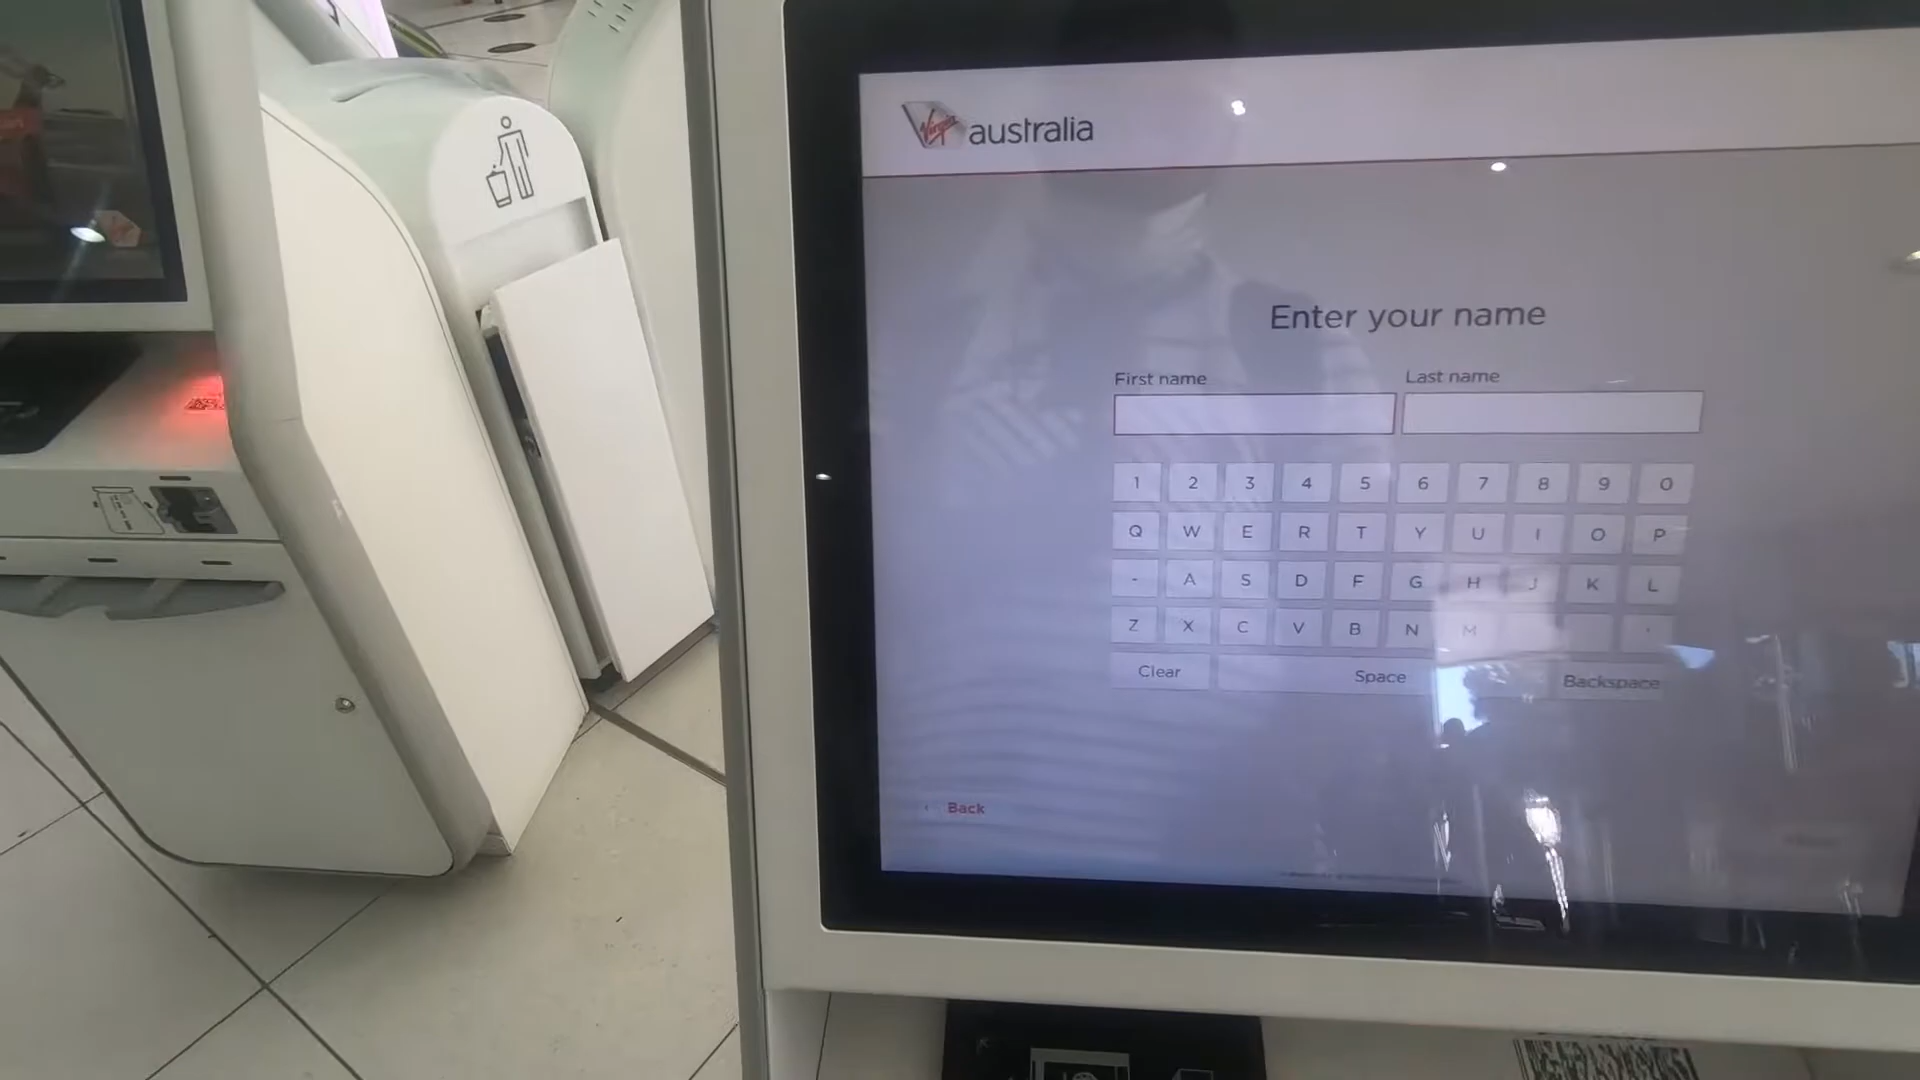 Virgin australia
Enter your name
First name
Last name
1 2 3 4 5 6 7 8 9 0
Q W E R T Y U I O P
- A S D F G H J K L
Z X C V B N M
Clear Space Backspace
Back